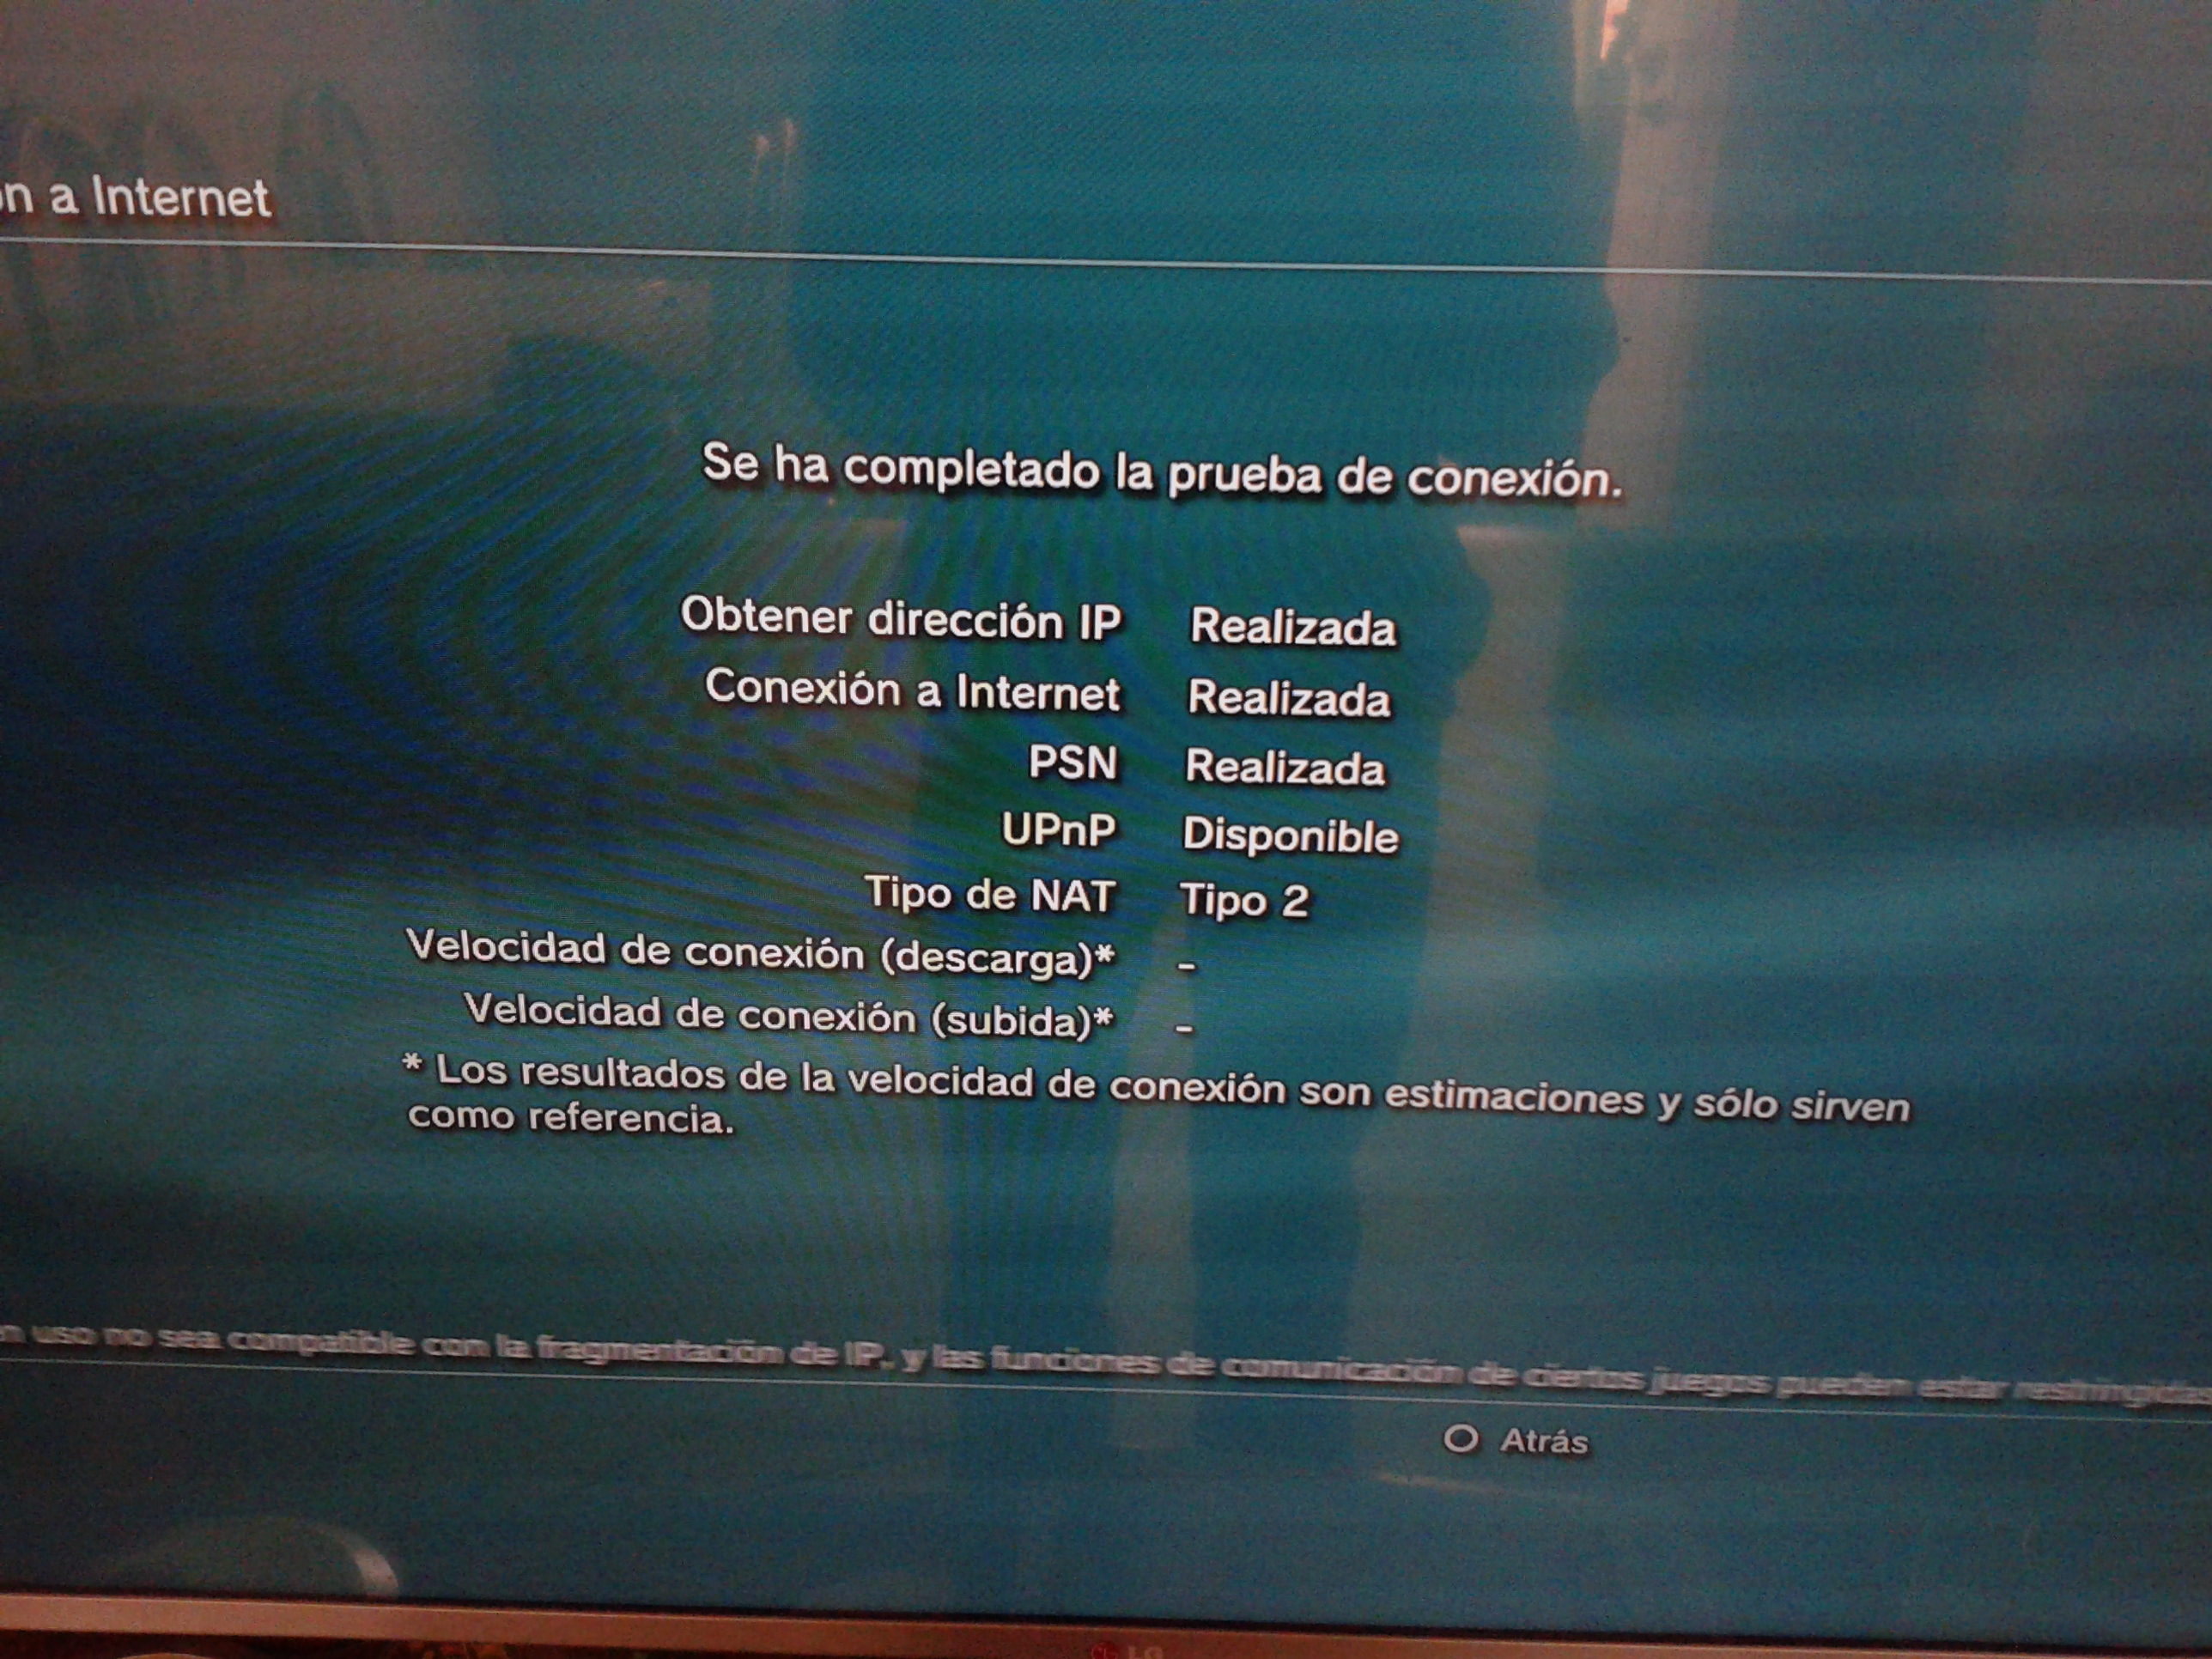 n a Internet
Se ha completado la prueba de conexión.
Obtener dirección IP Realizada
Conexión a Internet Realizada
PSN Realizada
UPnP Disponible
Tipo de NAT Tipo 2
Velocidad de conexión (descarga)* -
Velocidad de conexión (subida)* -
* Los resultados de la velocidad de conexión son estimaciones y sólo sirven
como referencia.
n uso no sea compatible con la fragmentación de IP, y las funciones de comunicación de ciertos juegos pueden estar
O Atrás
LG